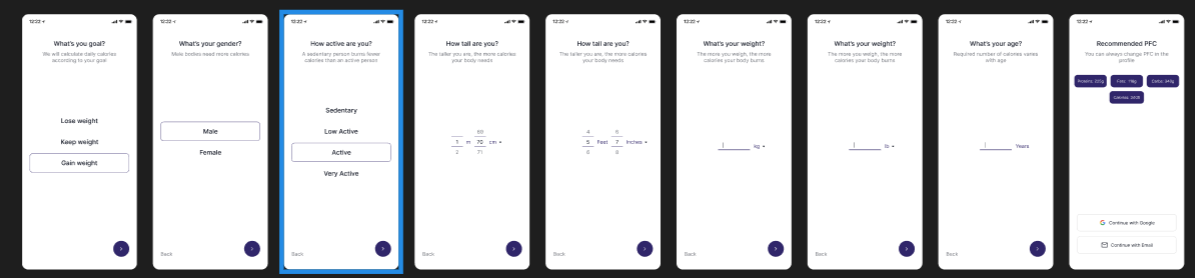 12:22
What's you goal?
We will calculate daily calories
according to your goal
Lose weight
Keep weight
Gain weight
12:22
What's your gender?
Male bodies need more calories
Male
Female
Back
12:22
How active are you?
A sedentary person burns fewer
calories than an active person
Sedentary
Low Active
Active
Very Active
Back
12:22
How tall are you?
The taller you are, the more calories
your body needs
69
1 m 70 cm
2 71
Back
12:22
How tall are you?
The taller you are, the more calories
your body needs
4 6
5 Feet 7 Inches
6 8
Back
12:22
What's your weight?
The more you weigh, the more
calories your body burns
kg
Back
12:22
What's your weight?
The more you weigh, the more
calories your body burns
lb
Back
12:22
What's your age?
Required number of calories varies
with age
Years
Back
12:22
Recommended PFC
You can always change PFC in the
profile
Continue with Google
Continue with Email